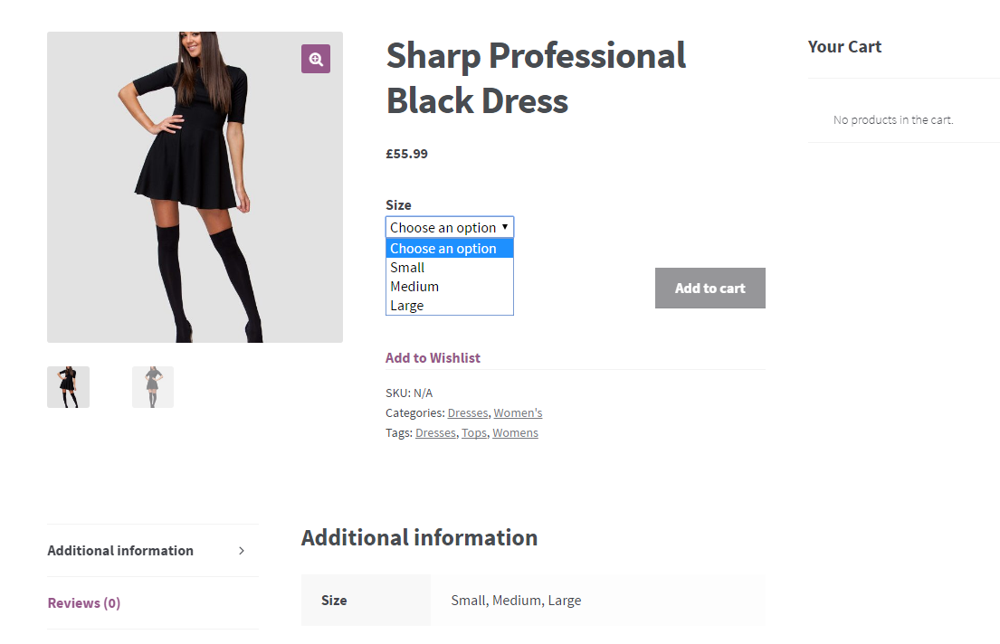 Sharp Professional
Black Dress
£55.99
Size
Choose an option
Choose an option
Small
Medium
Large
Add to cart
Add to Wishlist
SKU: N/A
Categories: Dresses, Women's
Tags: Dresses, Tops, Womens
Your Cart
No products in the cart.
Additional information
Reviews (0)
Additional information
Size Small, Medium, Large